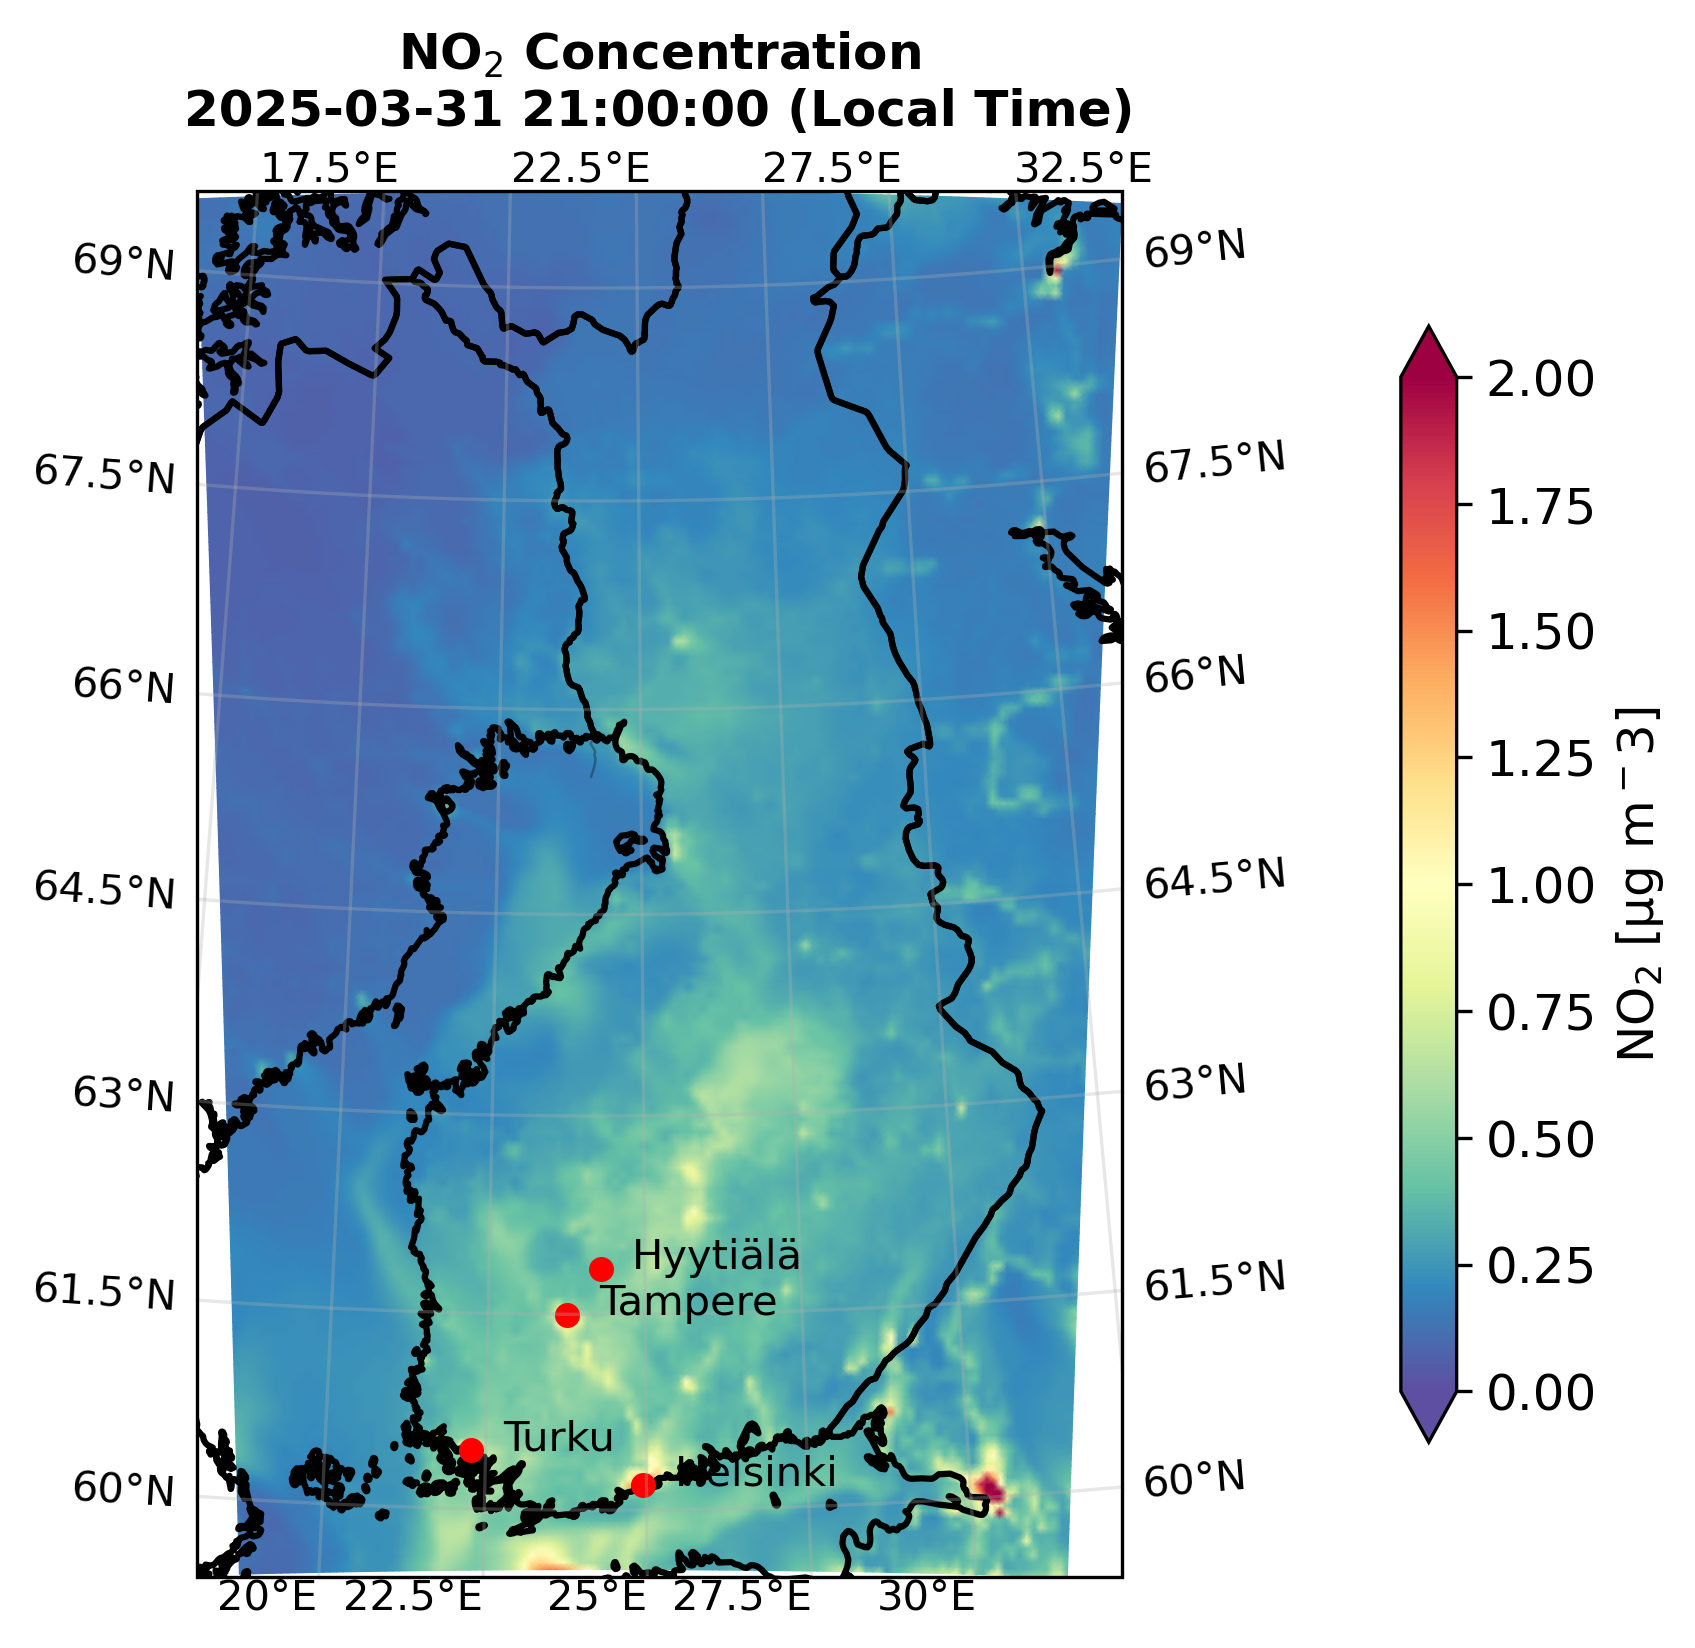 NO₂ Concentration
2025-03-31 21:00:00 (Local Time)
17.5°E 22.5°E 27.5°E 32.5°E
69°N 69°N
67.5°N 67.5°N
66°N 66°N
64.5°N 64.5°N
63°N 63°N
61.5°N 61.5°N
60°N 60°N
Hyytiälä
Tampere
Turku
Helsinki
20°E 22.5°E 25°E 27.5°E 30°E
2.00
1.75
1.50
1.25
1.00
0.75
0.50
0.25
0.00
NO₂ [µg m⁻3]